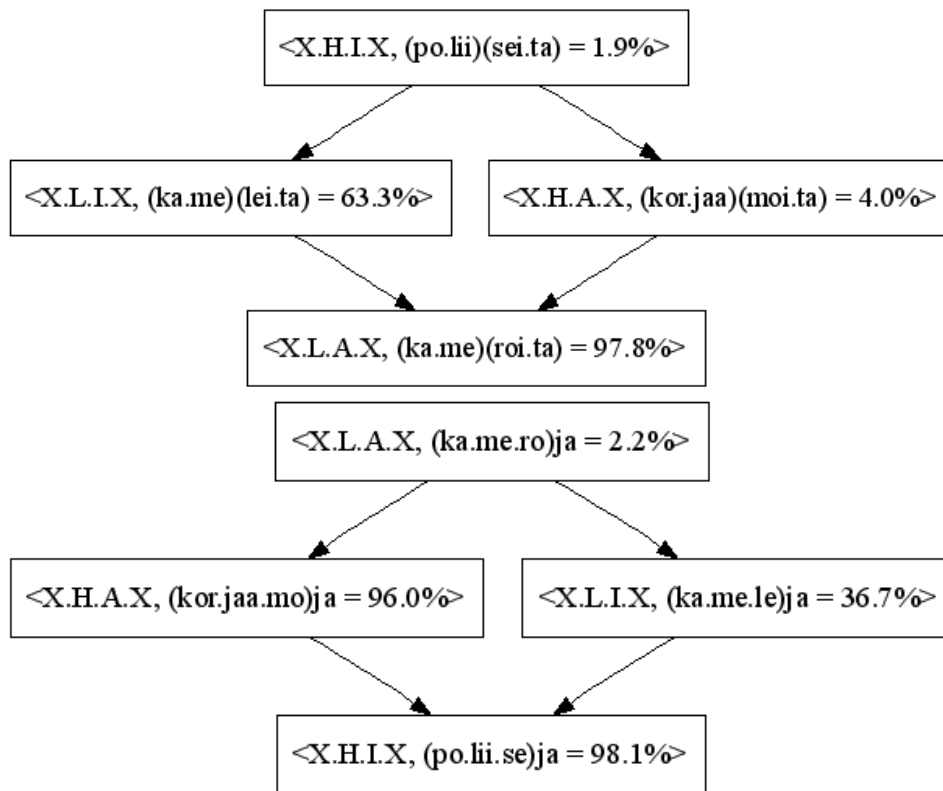 <X.H.I.X, (po.lii)(sei.ta) = 1.9%>
<X.L.I.X, (ka.me)(lei.ta) = 63.3%>
<X.H.A.X, (kor.jaa)(moi.ta) = 4.0%>
<X.L.A.X, (ka.me)(roi.ta) = 97.8%>
<X.L.A.X, (ka.me.ro)ja = 2.2%>
<X.H.A.X, (kor.jaa.mo)ja = 96.0%>
<X.L.I.X, (ka.me.le)ja = 36.7%>
<X.H.I.X, (po.lii.se)ja = 98.1%>